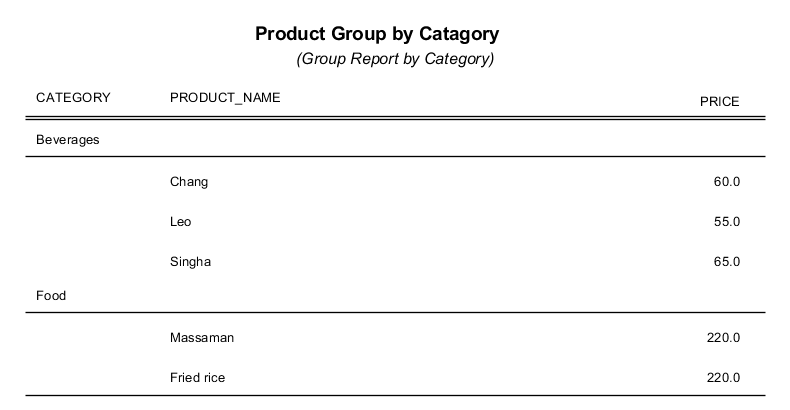 Product Group by Catagory
(Group Report by Category)
CATEGORY PRODUCT_NAME PRICE
Beverages
Chang 60.0
Leo 55.0
Singha 65.0
Food
Massaman 220.0
Fried rice 220.0